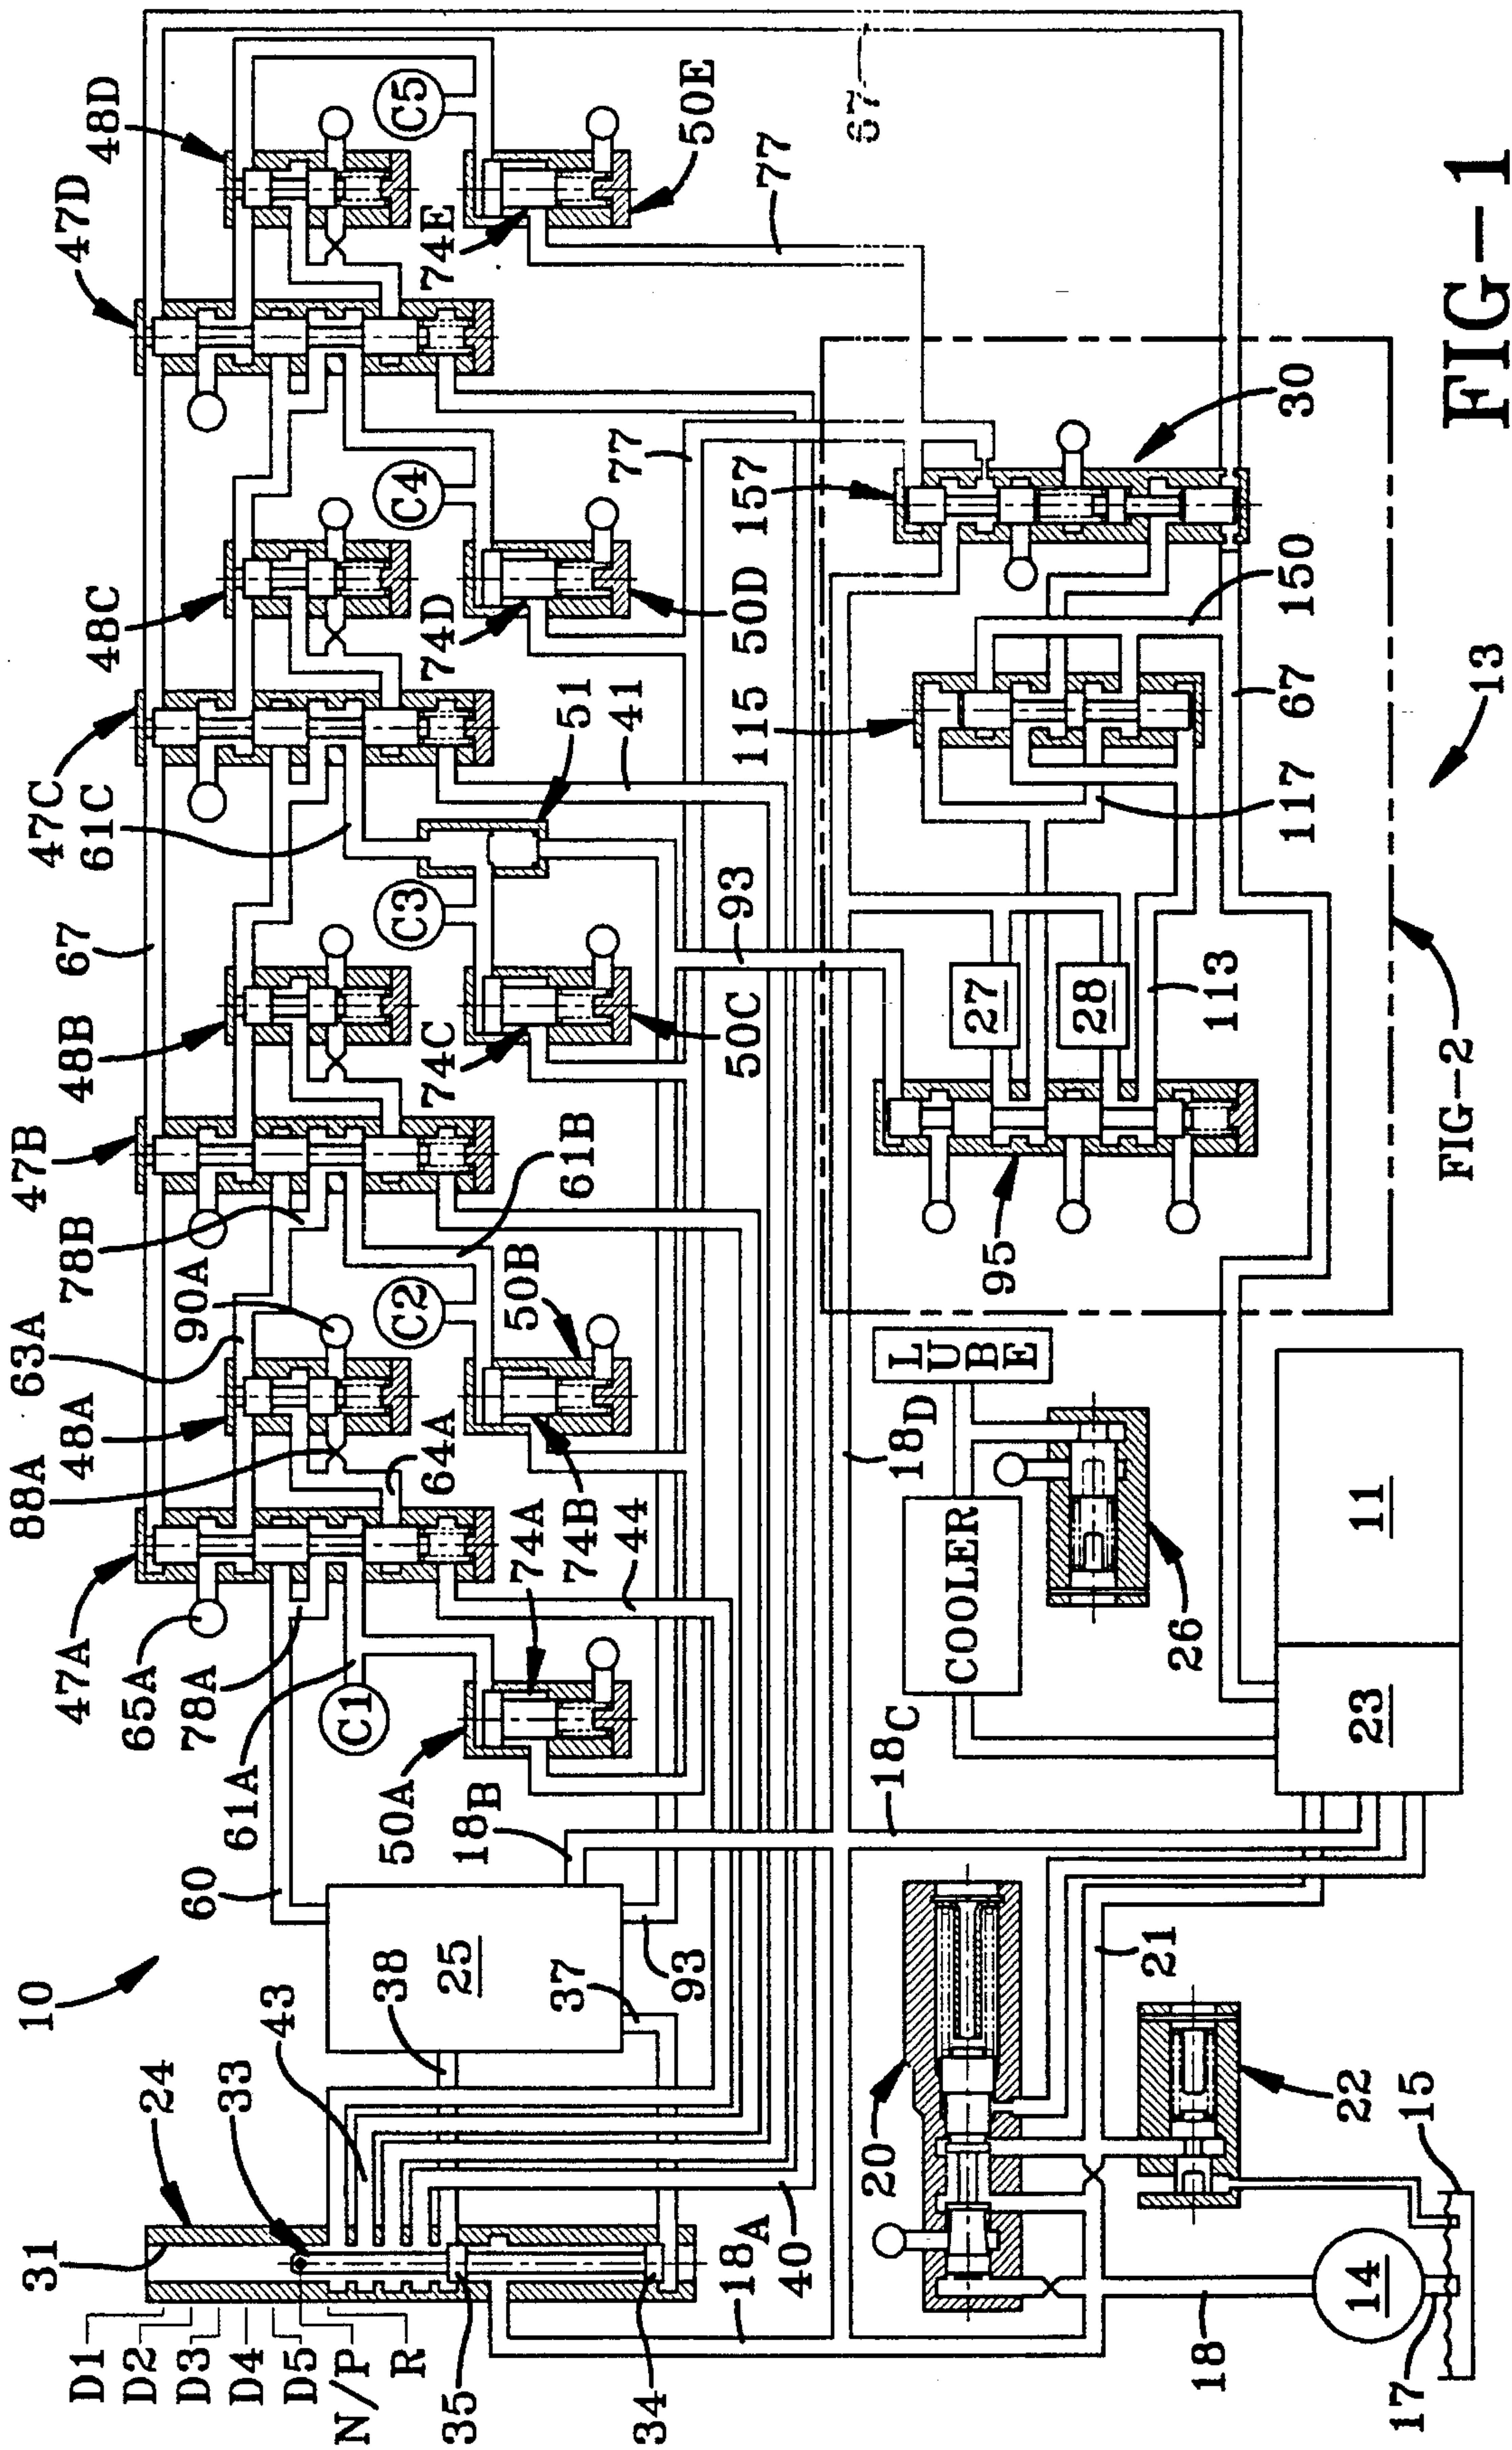 10
31
24
33
43
38
37
25
93
60
61A
78A
65A
47A
88A
48A
63A
90A
78B
47B
48B
67
61C
47C
48C
47D
48D
D1
D2
D3
D4
D5
N/P
R
35
34
18A
40
50A
18B
C1
74A
74B
44
64A
C2
50B
61B
74C
50C
C3
51
41
74D
50D
C4
77
74E
C5
50E
77
67
93
20
22
21
15
14
17
18
18C
18D
COOLER
LUBE
26
23
11
95
27
28
113
115
117
157
150
67
30
13
FIG-2
FIG-1